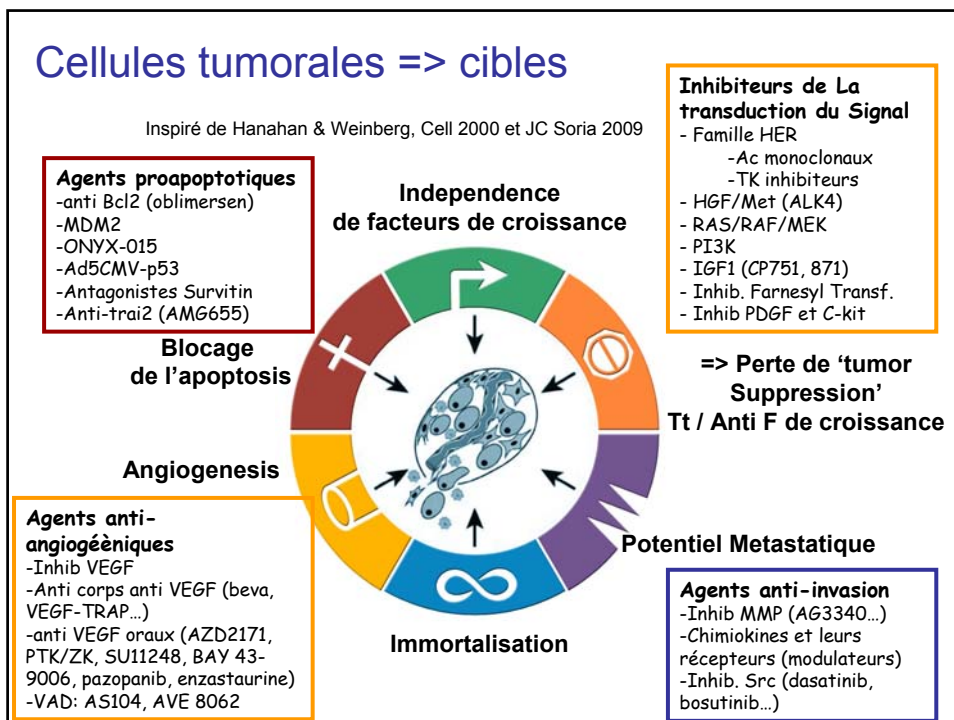 Cellules tumorales => cibles
Inspiré de Hanahan & Weinberg, Cell 2000 et JC Soria 2009
Agents proapoptotiques
-anti Bcl2 (oblimersen)
-MDM2
-ONYX-015
-Ad5CMV-p53
-Antagonistes Survitin
-Anti-trai2 (AMG655)
Blocage
de l’apoptosis
Independence
de facteurs de croissance
Inhibiteurs de La
transduction du Signal
- Famille HER
-Ac monoclonaux
-TK inhibiteurs
- HGF/Met (ALK4)
- RAS/RAF/MEK
- PI3K
- IGF1 (CP751, 871)
- Inhib. Farnesyl Transf.
- Inhib PDGF et C-kit
=> Perte de ‘tumor
Suppression’
Tt / Anti F de croissance
Angiogenesis
Agents anti-
angiogéèniques
-Inhib VEGF
-Anti corps anti VEGF (beva,
VEGF-TRAP…)
-anti VEGF oraux (AZD2171,
PTK/ZK, SU11248, BAY 43-
9006, pazopanib, enzastaurine)
-VAD: AS104, AVE 8062
Immortalisation
Potentiel Metastatique
Agents anti-invasion
-Inhib MMP (AG3340…)
-Chimiokines et leurs
récepteurs (modulateurs)
-Inhib. Src (dasatinib,
bosutinib…)